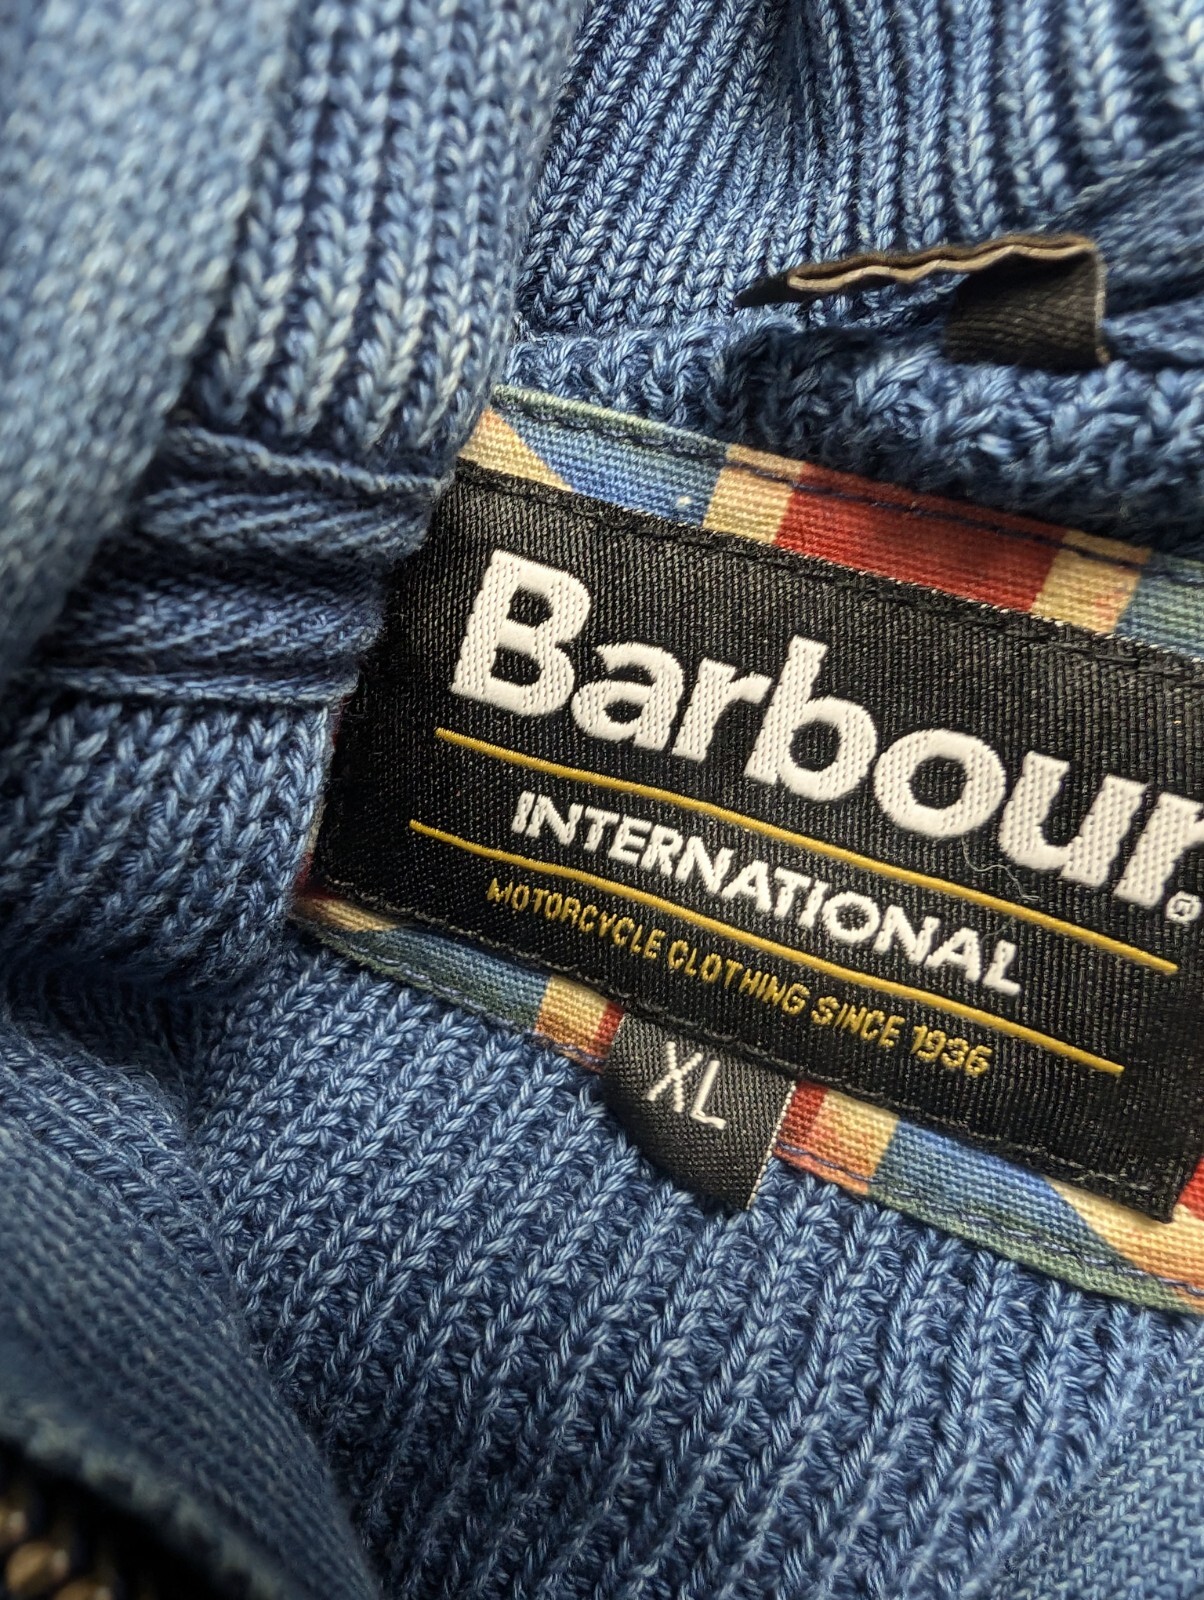 Barbour®
INTERNATIONAL
MOTORCYCLE CLOTHING SINCE 1936
XL